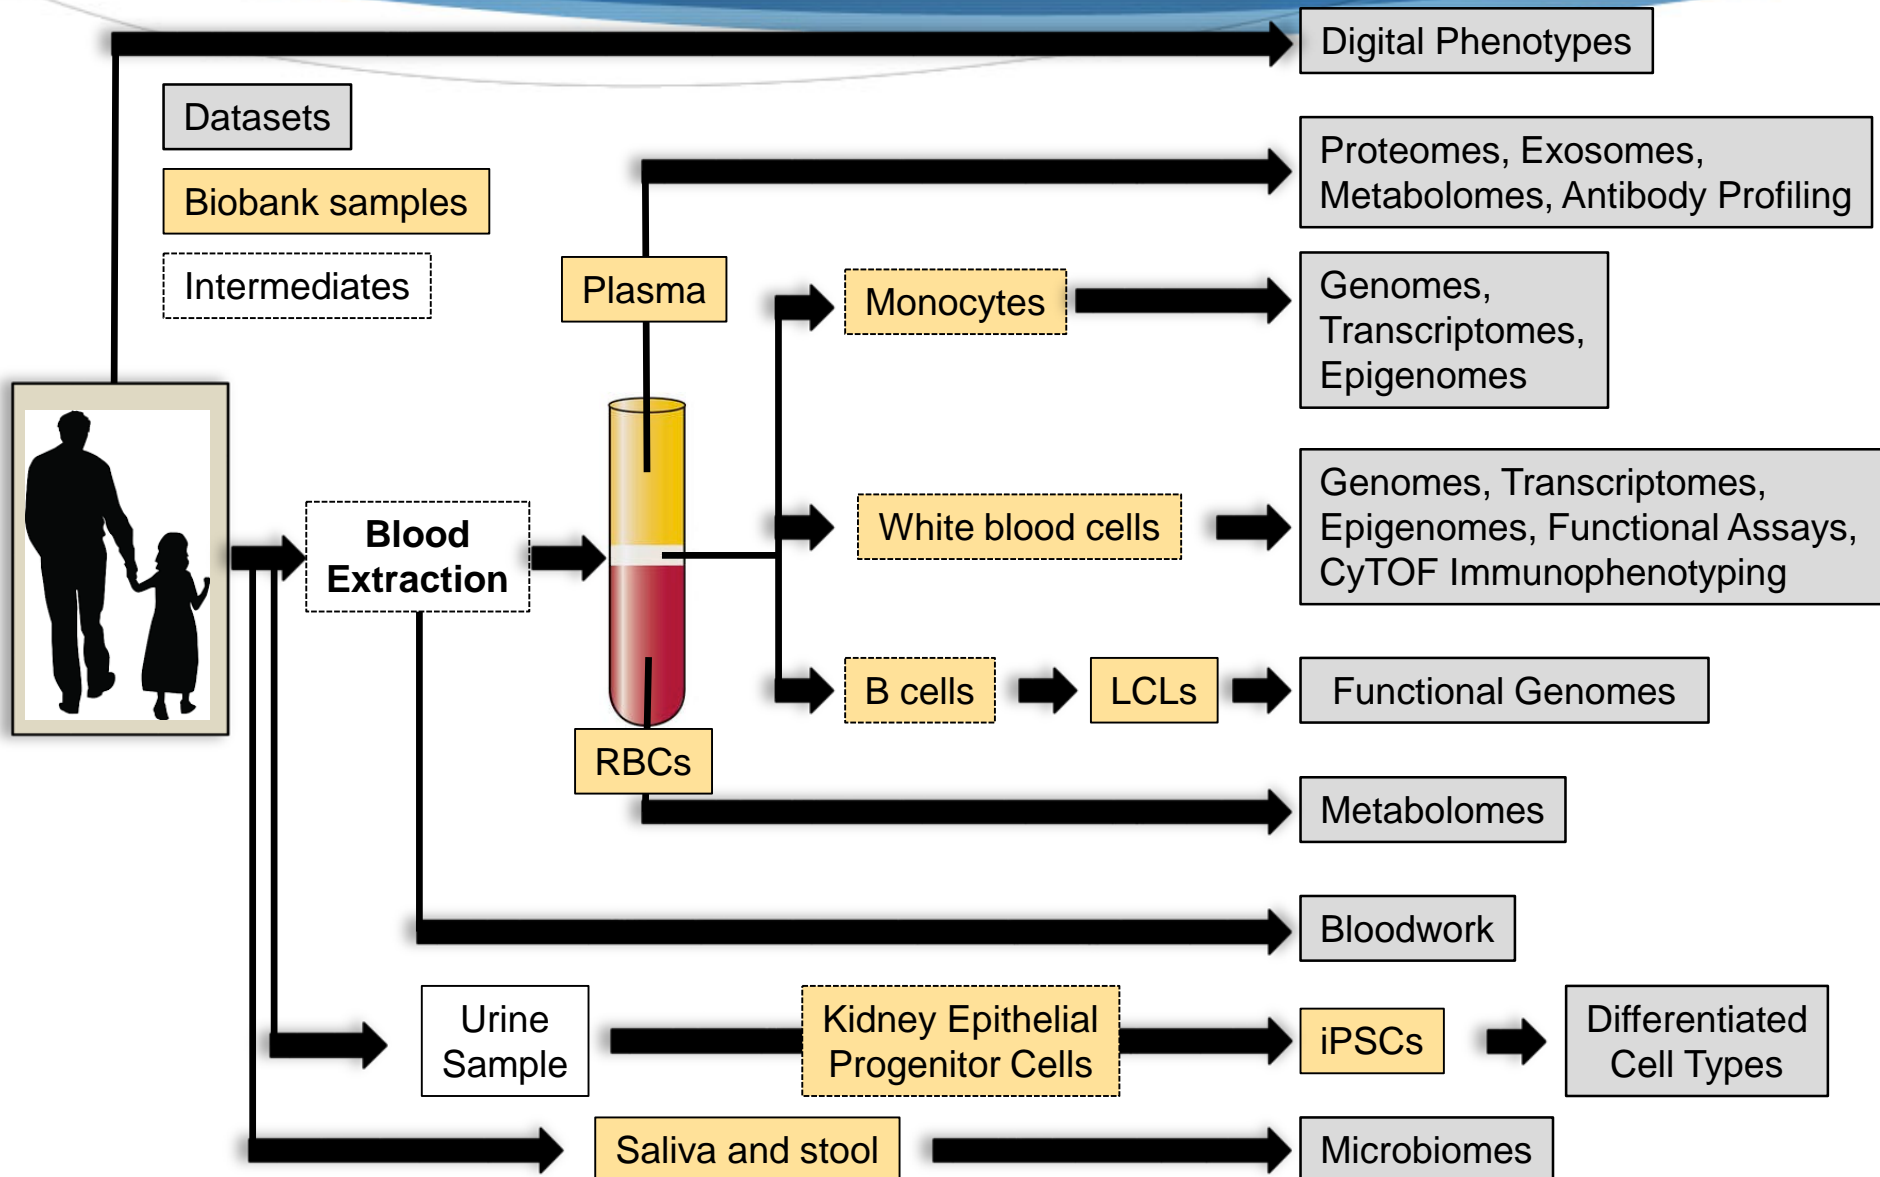 Digital Phenotypes
Datasets
Biobank samples
Intermediates
Proteomes, Exosomes,
Metabolomes, Antibody Profiling
Plasma
Monocytes
Genomes,
Transcriptomes,
Epigenomes
Blood
Extraction
White blood cells
Genomes, Transcriptomes,
Epigenomes, Functional Assays,
CyTOF Immunophenotyping
B cells
LCLs
Functional Genomes
RBCs
Metabolomes
Bloodwork
Urine
Sample
Kidney Epithelial
Progenitor Cells
iPSCs
Differentiated
Cell Types
Saliva and stool
Microbiomes